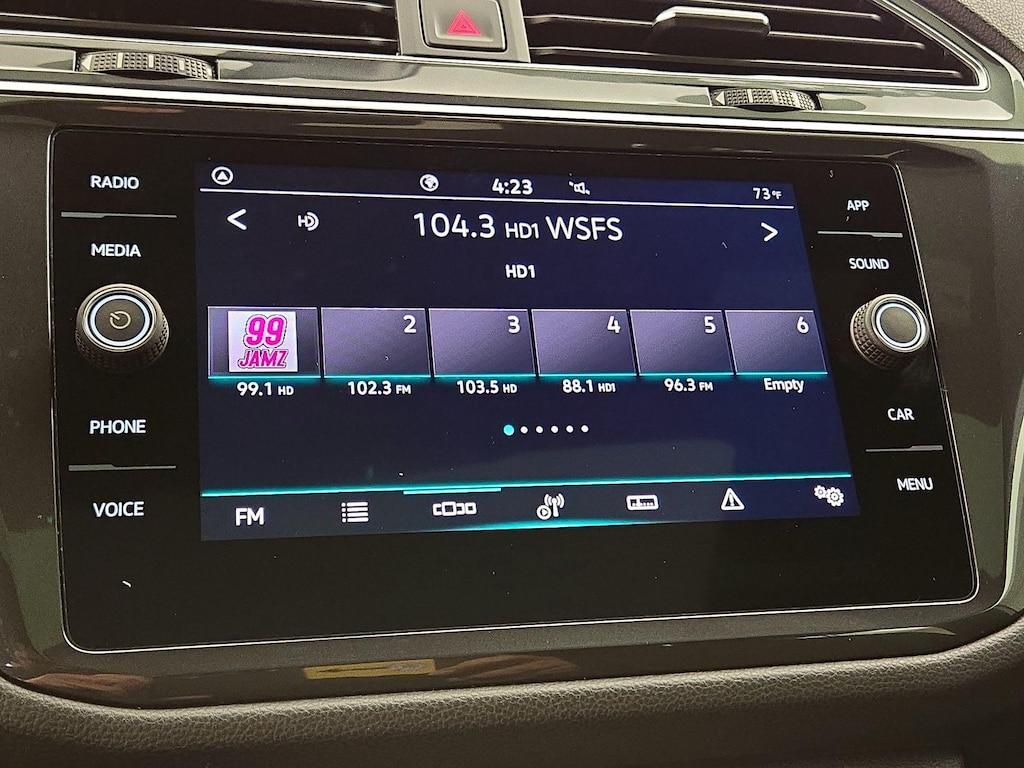 RADIO
MEDIA
PHONE
VOICE
4:23
73°F
HD
104.3 HD1 WSFS
HD1
99
JAMZ
2
3
4
5
6
99.1 HD
102.3 FM
103.5 HD
88.1 HD1
96.3 FM
Empty
FM
APP
SOUND
CAR
MENU